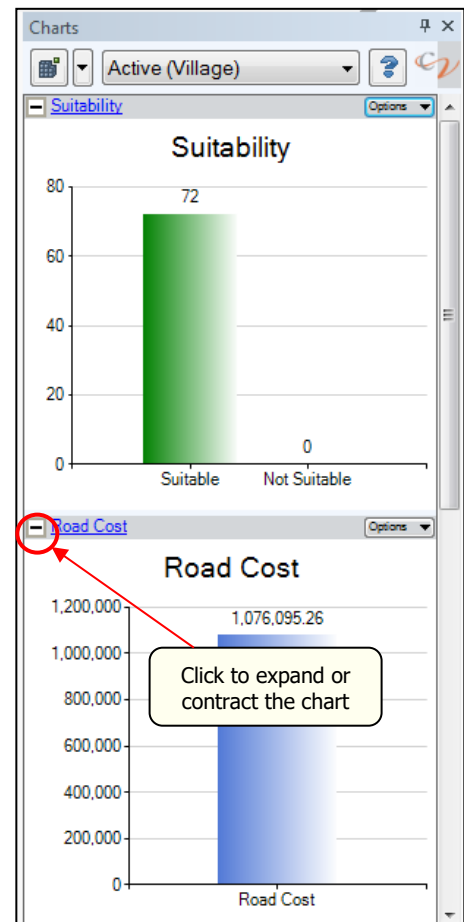 Charts
Active (Village)
?
CV
Suitability
Options
Suitability
80
72
60
40
20
0
0
Suitable Not Suitable
Road Cost
Options
Road Cost
1,200,000
1,076,095.26
1,000,000
Click to expand or
contract the chart
800,000
600,000
400,000
200,000
0
Road Cost